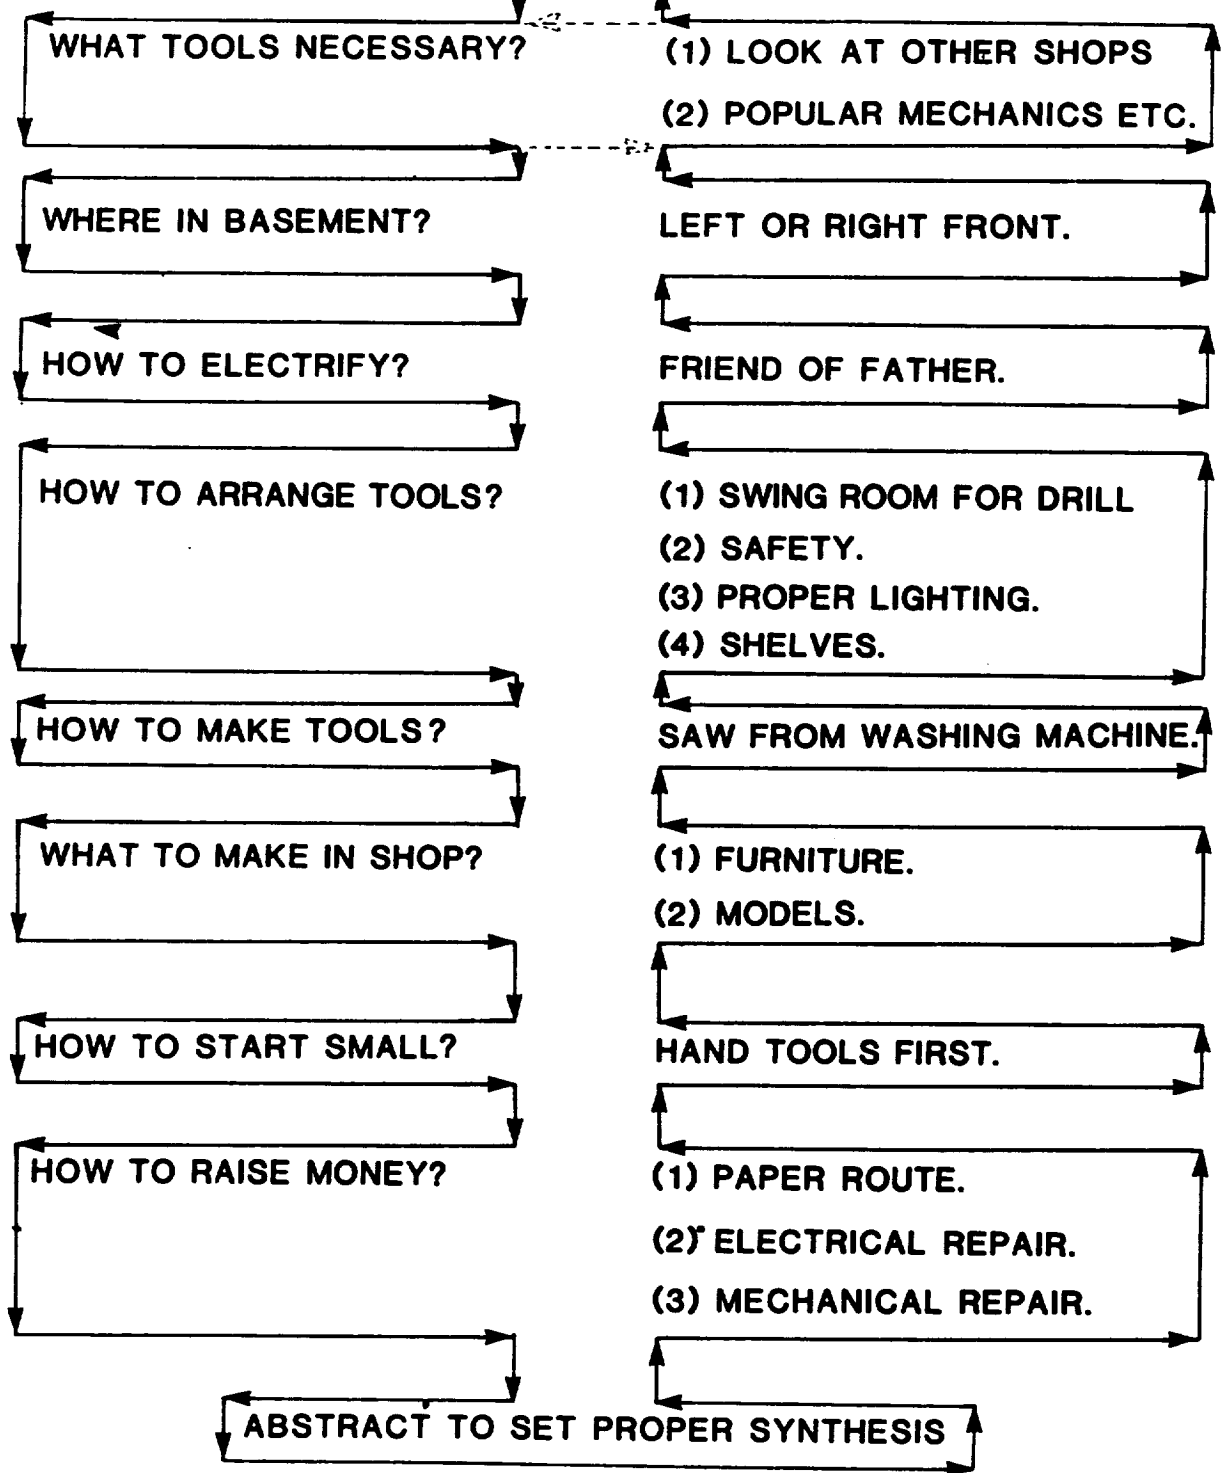 WHAT TOOLS NECESSARY?
(1) LOOK AT OTHER SHOPS
(2) POPULAR MECHANICS ETC.
WHERE IN BASEMENT?
LEFT OR RIGHT FRONT.
HOW TO ELECTRIFY?
FRIEND OF FATHER.
HOW TO ARRANGE TOOLS?
(1) SWING ROOM FOR DRILL
(2) SAFETY.
(3) PROPER LIGHTING.
(4) SHELVES.
HOW TO MAKE TOOLS?
SAW FROM WASHING MACHINE.
WHAT TO MAKE IN SHOP?
(1) FURNITURE.
(2) MODELS.
HOW TO START SMALL?
HAND TOOLS FIRST.
HOW TO RAISE MONEY?
(1) PAPER ROUTE.
(2) ELECTRICAL REPAIR.
(3) MECHANICAL REPAIR.
ABSTRACT TO SET PROPER SYNTHESIS